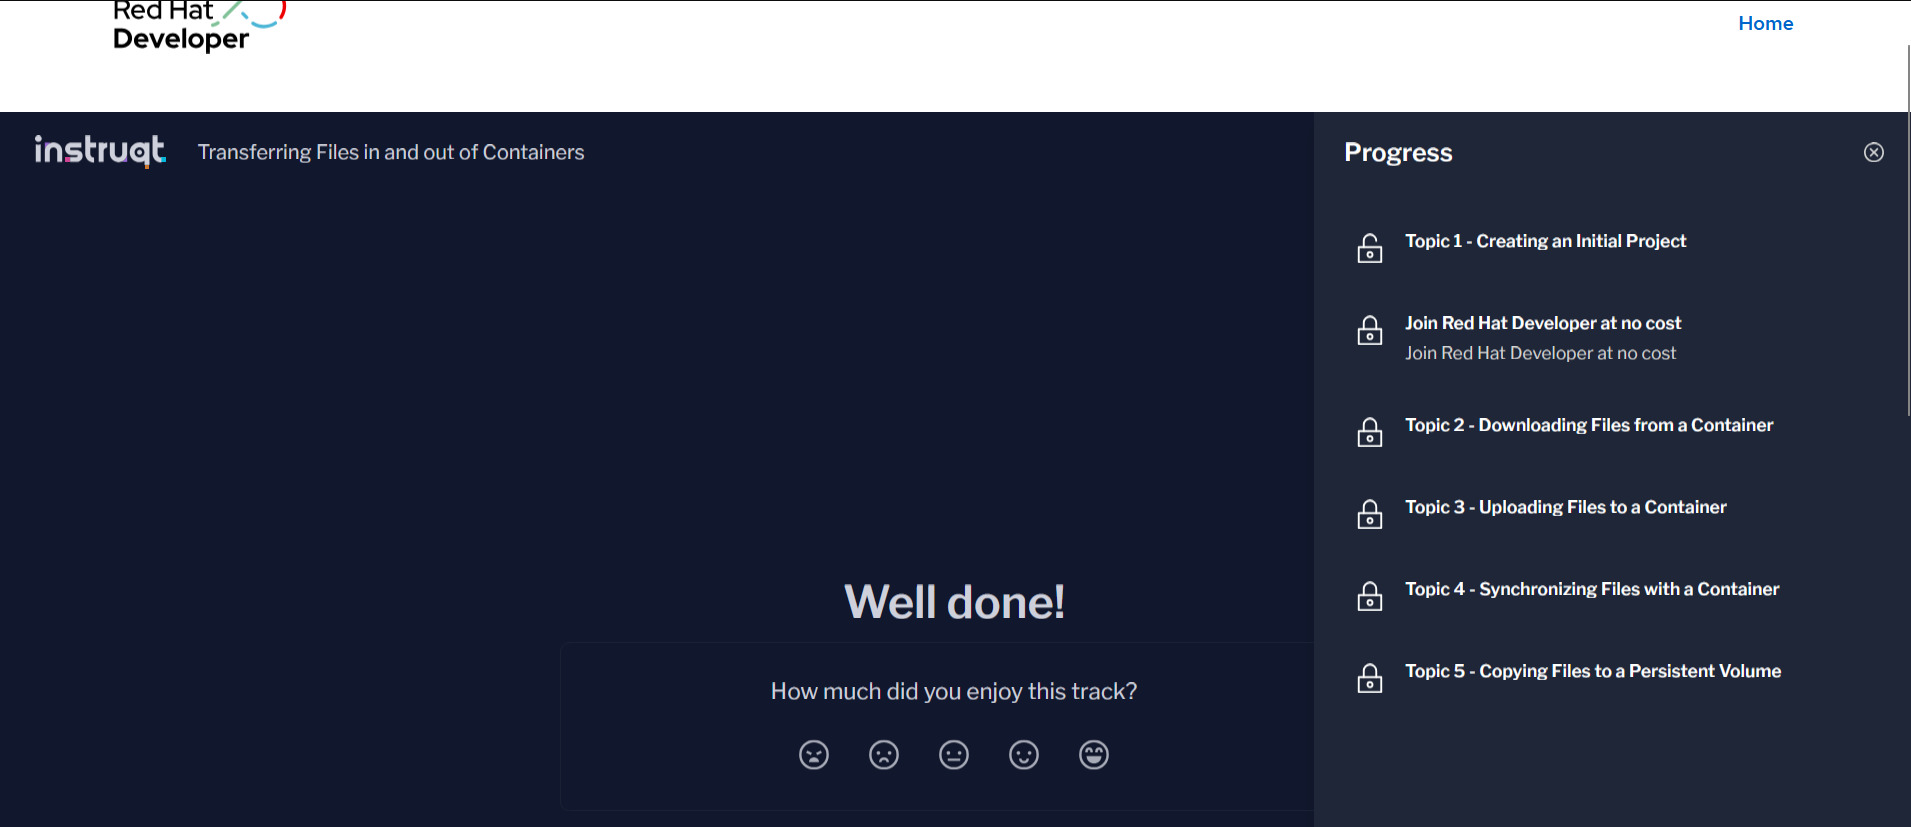 Red Hat
Developer
Home
instruqt
Transferring Files in and out of Containers
Progress
Topic 1 - Creating an Initial Project
Join Red Hat Developer at no cost
Join Red Hat Developer at no cost
Topic 2 - Downloading Files from a Container
Topic 3 - Uploading Files to a Container
Topic 4 - Synchronizing Files with a Container
Topic 5 - Copying Files to a Persistent Volume
Well done!
How much did you enjoy this track?